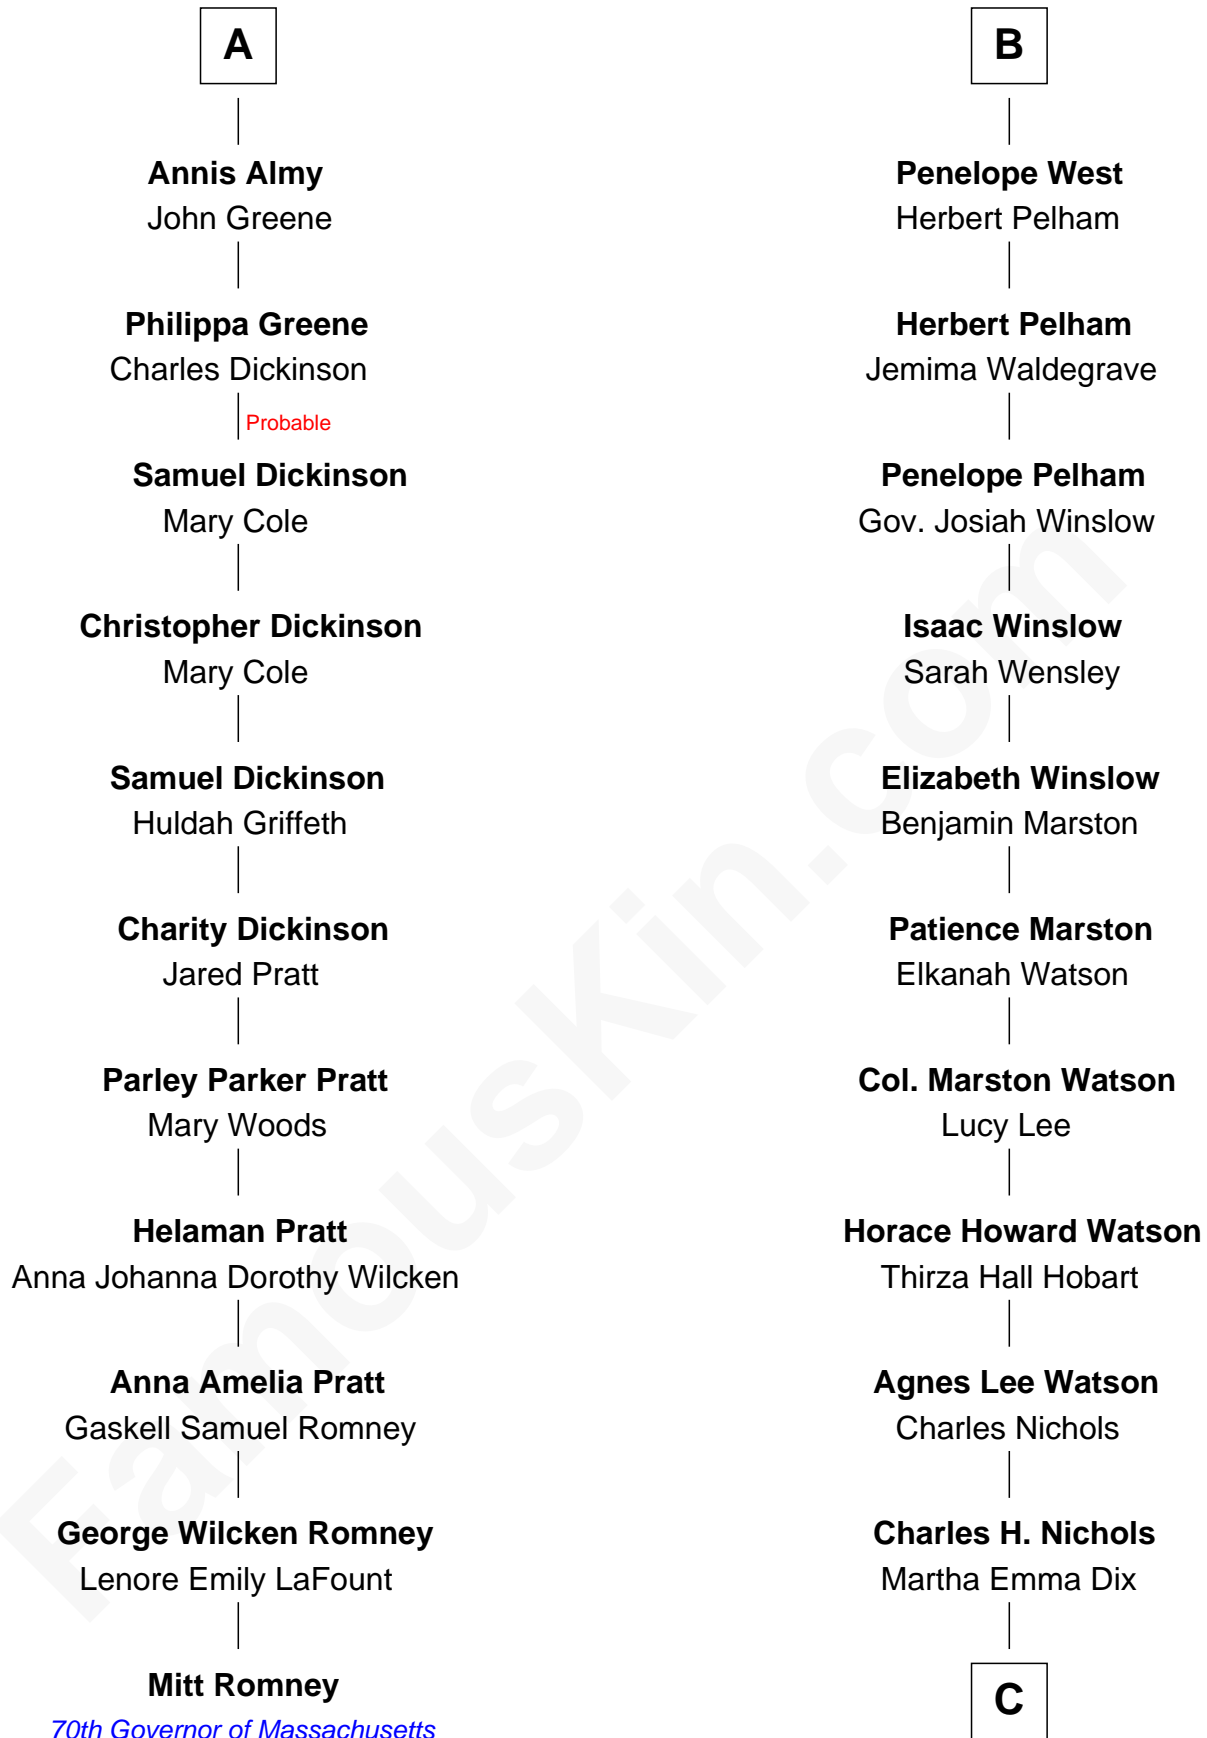 A
Annis Almy
John Greene
Philippa Greene
Charles Dickinson
Probable
Samuel Dickinson
Mary Cole
Christopher Dickinson
Mary Cole
Samuel Dickinson
Huldah Griffeth
Charity Dickinson
Jared Pratt
Parley Parker Pratt
Mary Woods
Helaman Pratt
Anna Johanna Dorothy Wilcken
Anna Amelia Pratt
Gaskell Samuel Romney
George Wilcken Romney
Lenore Emily LaFount
Mitt Romney
70th Governor of Massachusetts
B
Penelope West
Herbert Pelham
Herbert Pelham
Jemima Waldegrave
Penelope Pelham
Gov. Josiah Winslow
Isaac Winslow
Sarah Wensley
Elizabeth Winslow
Benjamin Marston
Patience Marston
Elkanah Watson
Col. Marston Watson
Lucy Lee
Horace Howard Watson
Thirza Hall Hobart
Agnes Lee Watson
Charles Nichols
Charles H. Nichols
Martha Emma Dix
C
FamousKin.com